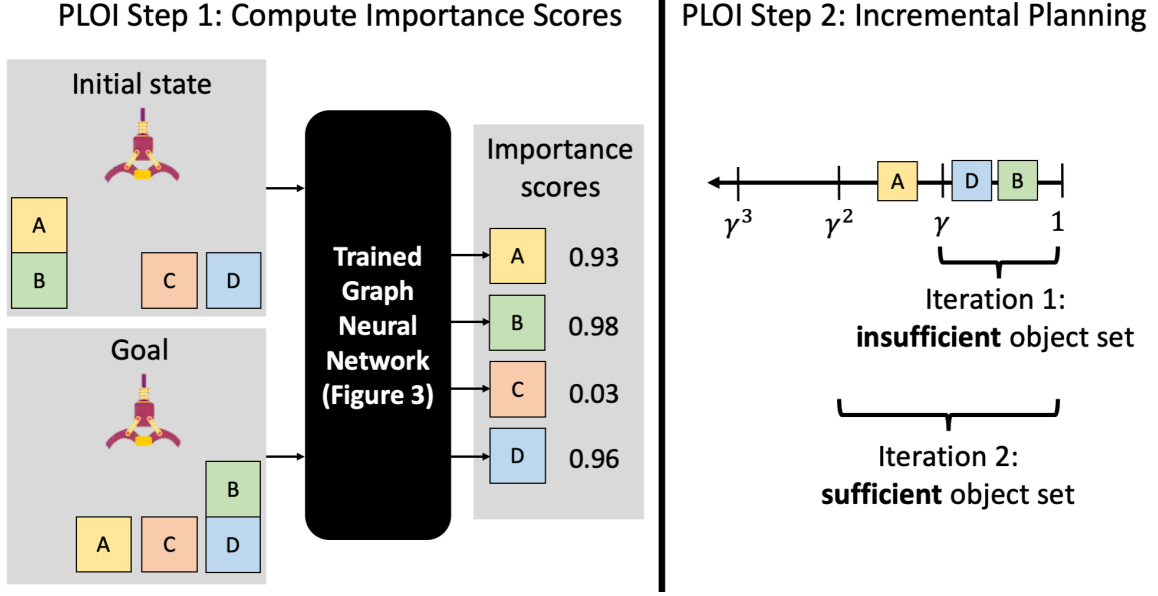 PLOI Step 1: Compute Importance Scores
Initial state
A
B
C
D
Goal
B
A
C
D
Trained
Graph
Neural
Network
(Figure 3)
Importance
scores
A 0.93
B 0.98
C 0.03
D 0.96
PLOI Step 2: Incremental Planning
A D B
γ³ γ² γ 1
Iteration 1:
insufficient object set
Iteration 2:
sufficient object set